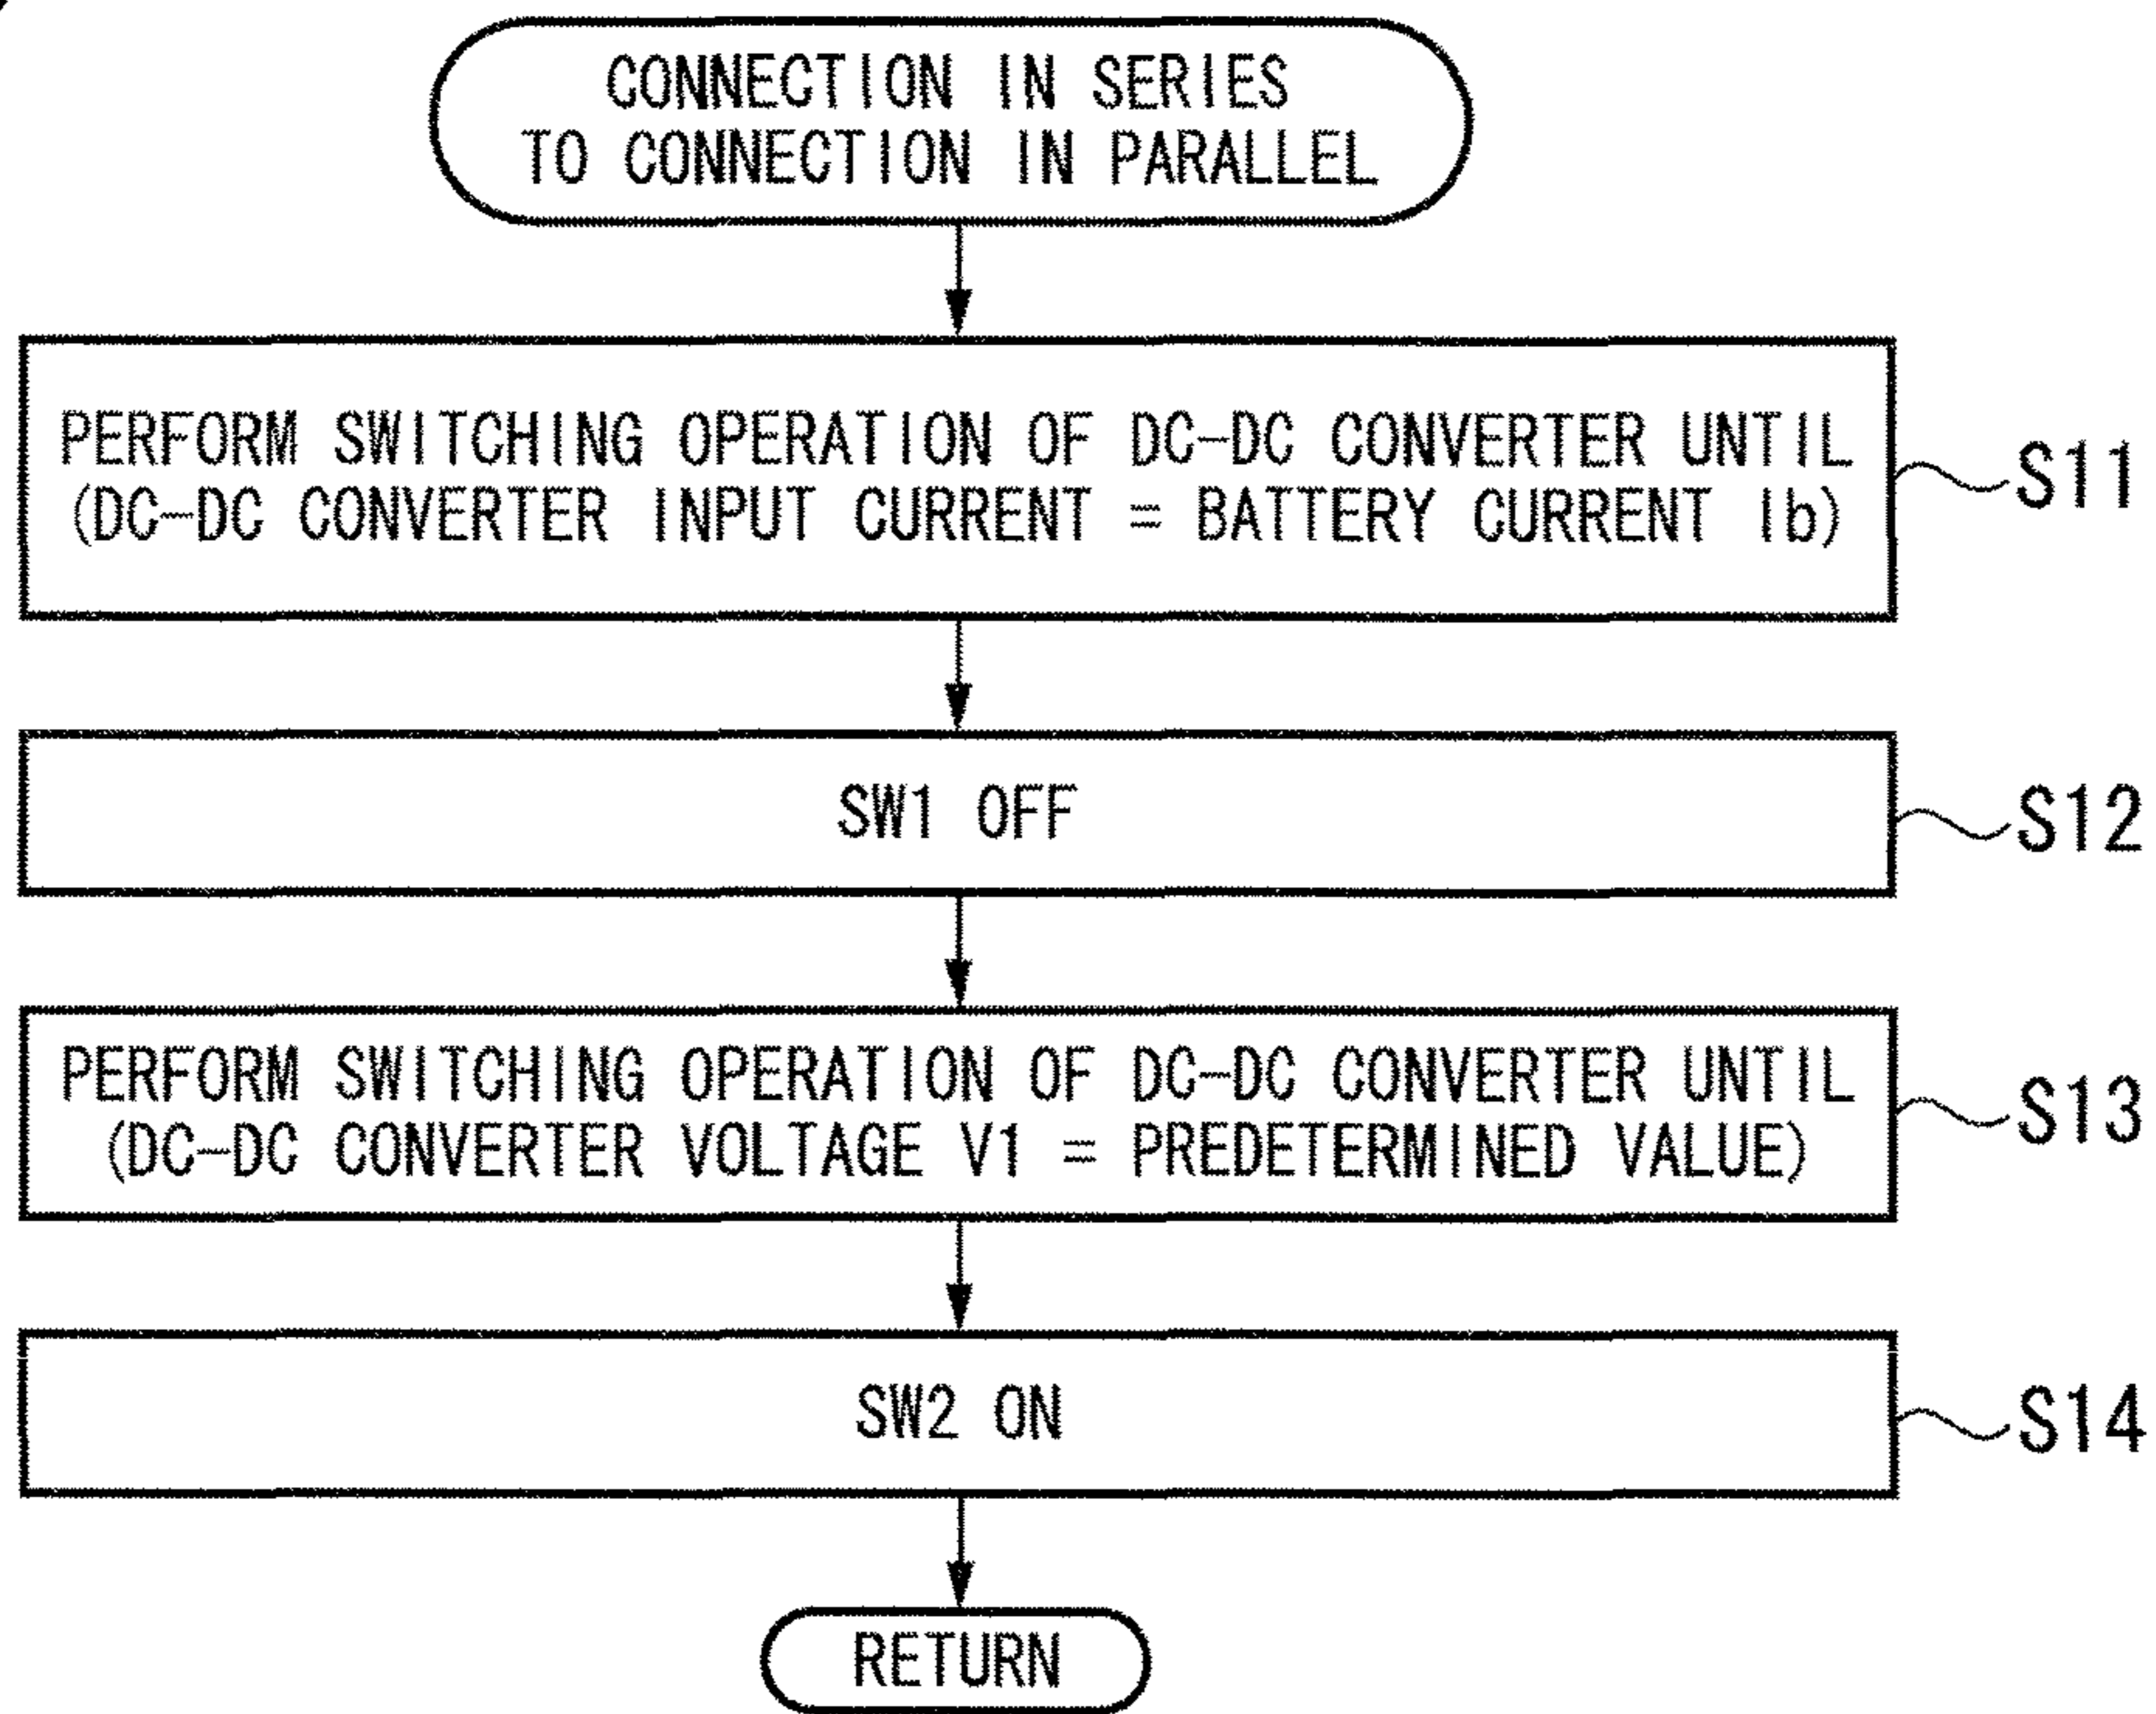 CONNECTION IN SERIES
TO CONNECTION IN PARALLEL
PERFORM SWITCHING OPERATION OF DC-DC CONVERTER UNTIL
(DC-DC CONVERTER INPUT CURRENT = BATTERY CURRENT Ib)
S11
SW1 OFF
S12
PERFORM SWITCHING OPERATION OF DC-DC CONVERTER UNTIL
(DC-DC CONVERTER VOLTAGE V1 = PREDETERMINED VALUE)
S13
SW2 ON
S14
RETURN